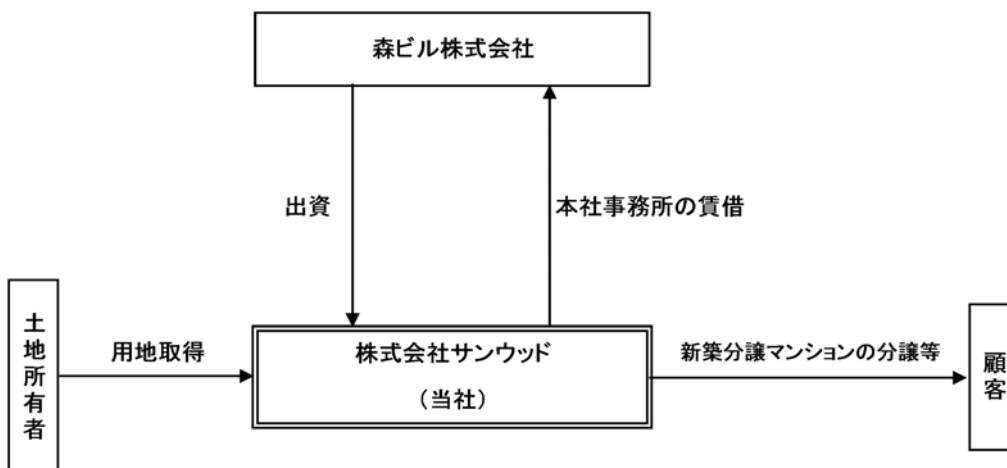 森ビル株式会社
出資
本社事務所の賃借
土地所有者
用地取得
株式会社サンウッド
（当社）
新築分譲マンションの分譲等
顧客